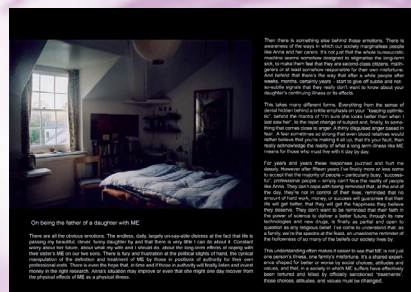 On being the father of a daughter with ME
There are all the obvious emotions. The endless, daily, largely un-say-able distress at the fact that life is
passing my beautiful, clever, funny daughter by and that there is very little I can do about it. Constant
worry about her future, about what my wife and I should do, about the long-term effects of coping with
their sister's ME on our two sons. There is fury and frustration at the political slights of hand, the cynical
manipulation of the definition and treatment of ME by those in positions of authority for their own
professional ends. There is even the hope that, in time and if those in authority will finally listen and invest
money in the right research, Anna's situation may improve or even that she might one day recover from
the physical effects of ME as a physical illness.
Then there is something else behind those emotions. There is
awareness of the ways in which our society marginalises people
like Anna and her carers. It's not just that the whole bureaucratic
machine seems somehow designed to stigmatise the long-term
sick, to make them feel that they are second-class citizens, malin-
gerers or at least somehow responsible for their own misfortune.
And behind that there's the way that after a while people after
weeks, months, certainly years - start to give off subtle and not-
so-subtle signals that they really don't want to know about your
daughter's continuing illness or its effects.
This takes many different forms. Everything from the sense of
denial hidden behind a brittle emphasis on your "keeping optimis-
tic", behind the mantra of "I'm sure she looks better than when I
last saw her", to the rapid change of subject and, finally, to some-
thing that comes close to anger. A thinly disguised anger based in
fear. A fear sometimes so strong that even blood relatives would
rather believe that you're making it all up, that it's your fault, than
really acknowledge the reality of what a long term illness like ME
means for those who must live with it day by day.
For years and years these responses puzzled and hurt me
deeply. However after fifteen years I've finally more or less come
to accept that the majority of people – particularly busy, "success-
ful", professional people – simply can't face the reality of people
like Anna. They can't cope with being reminded that, at the end of
the day, they're not in control of their lives, reminded that no
amount of hard work, money, or success will guarantee that their
life will get better, that they will get the happiness they believe
they deserve. They don't want to be reminded that their faith in
the power of science to deliver a better future, through its new
technologies and new drugs, is finally as partial and open to
question as any religious belief. I've come to understand that, as
a family, we're the spectre at the feast, an unwelcome reminder of
the hollowness of so many of the beliefs our society lives by.
This understanding often makes it easier to see that ME is not just
one person's illness, one family's misfortune. It's a shared experi-
ence shaped for better or worse by social choices, attitudes and
values, and that, in a society in which ME suffers have effectively
been tortured and killed by officially sanctioned 'treatments',
those choices, attitudes, and values must be changed.